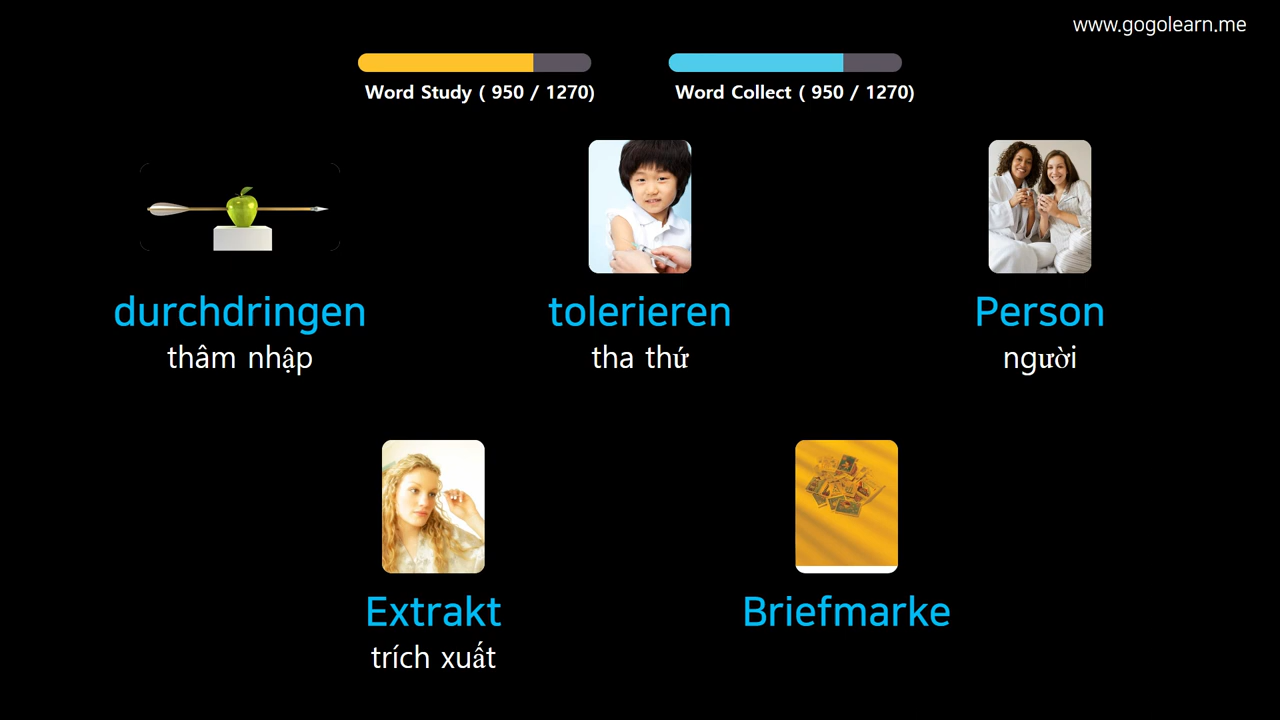 www.gogolearn.me
Word Study ( 950 / 1270)
Word Collect ( 950 / 1270)
durchdringen
thâm nhập
tolerieren
tha thứ
Person
người
Extrakt
trích xuất
Briefmarke